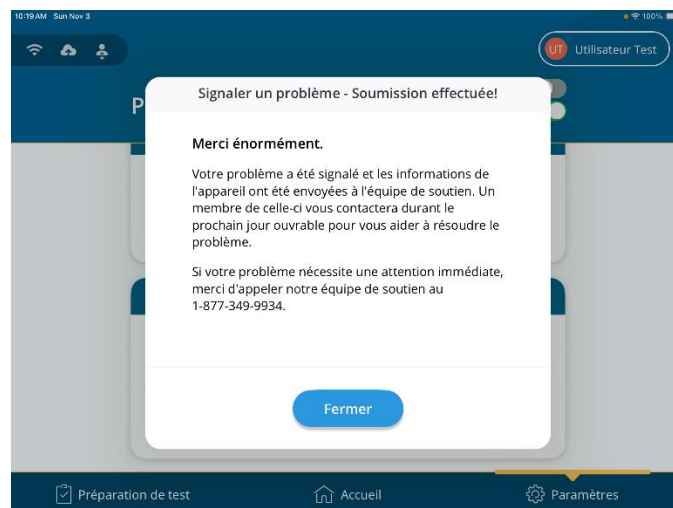 10:19 AM Sun Nov 3
100%
UT Utilisateur Test
P
Signaler un problème - Soumission effectuée!
Merci énormément.
Votre problème a été signalé et les informations de
l'appareil ont été envoyées à l'équipe de soutien. Un
membre de celle-ci vous contactera durant le
prochain jour ouvrable pour vous aider à résoudre le
problème.
Si votre problème nécessite une attention immédiate,
merci d'appeler notre équipe de soutien au
1-877-349-9934.
Fermer
Préparation de test
Accueil
Paramètres